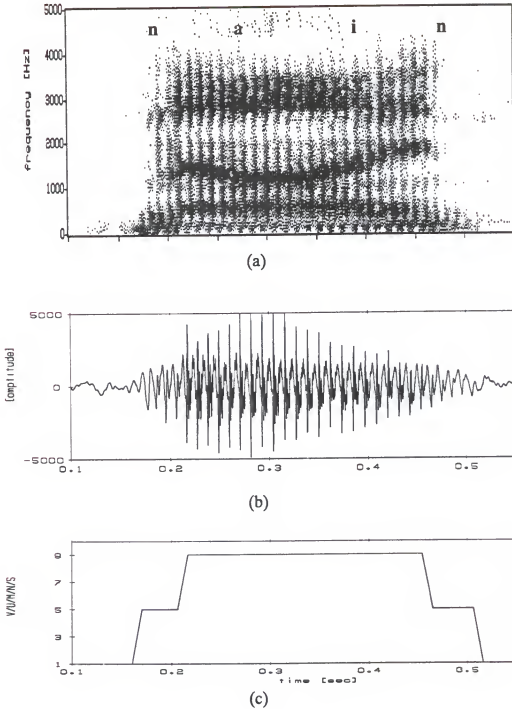 5000
n a i n
4000
frequency [Hz]
3000
2000
1000
0
(a)
5000
[amplitude]
0
-5000
0.1 0.2 0.3 0.4 0.5
(b)
9
V/U/M/N/S
7
5
3
1
0.1 0.2 0.3 0.4 0.5
time [sec]
(c)